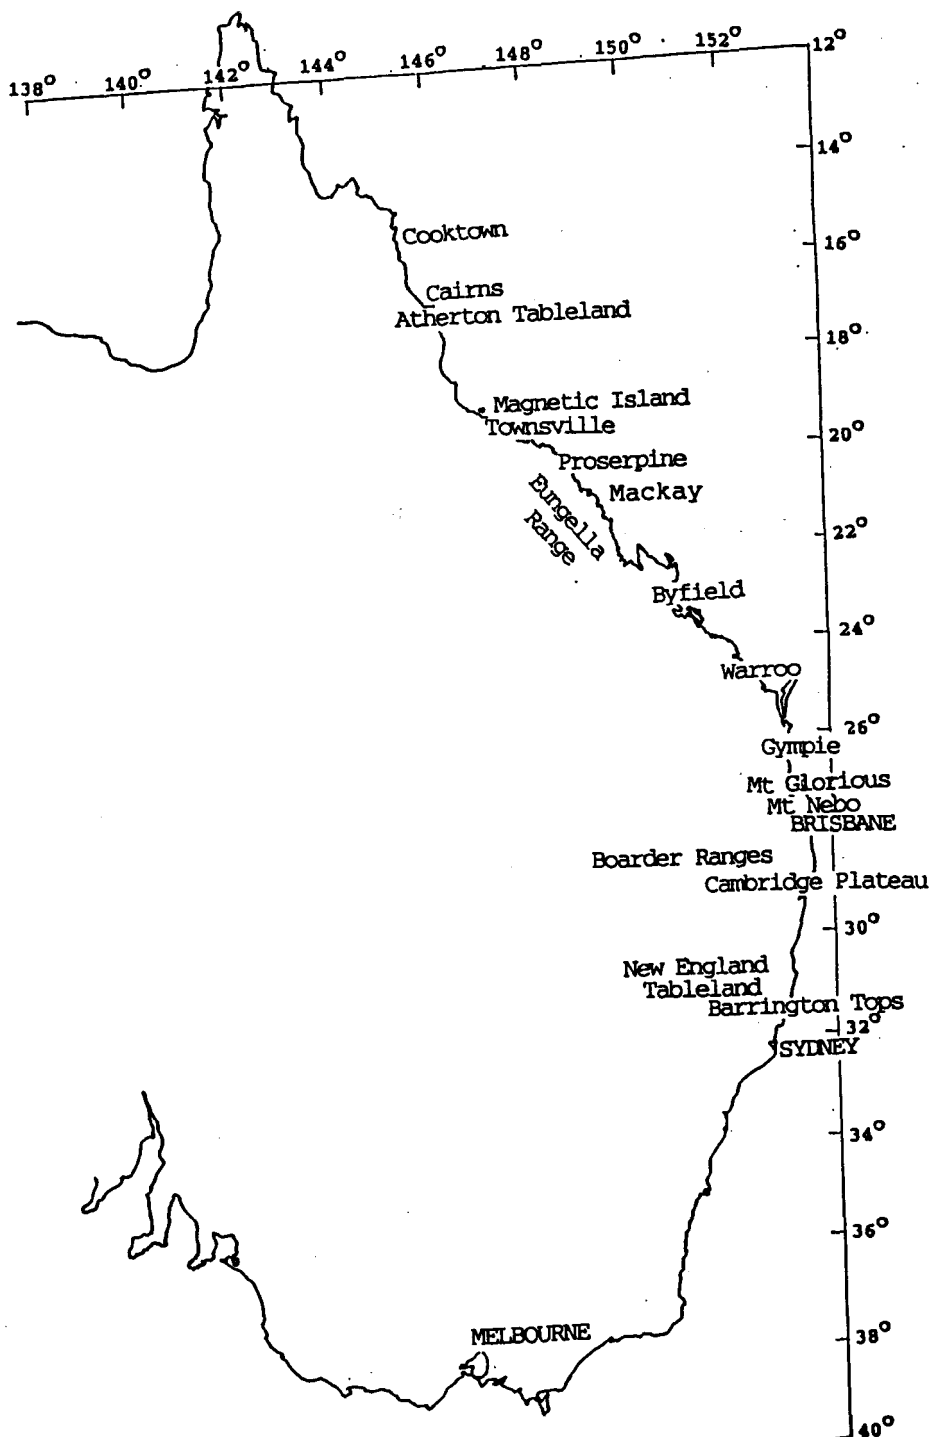 138° 140° 142° 144° 146° 148° 150° 152° 12°
14°
Cooktown
16°
Cairns
Atherton Tableland
18°
Magnetic Island
Townsville
20°
Proserpine
Mackay
Eungella
Range
22°
Byfield
24°
Warroo
26°
Gympie
Mt Glorious
Mt Nebo
BRISBANE
Boarder Ranges
Cambridge Plateau
30°
New England
Tableland
Barrington Tops
32°
SYDNEY
34°
36°
MELBOURNE
38°
40°